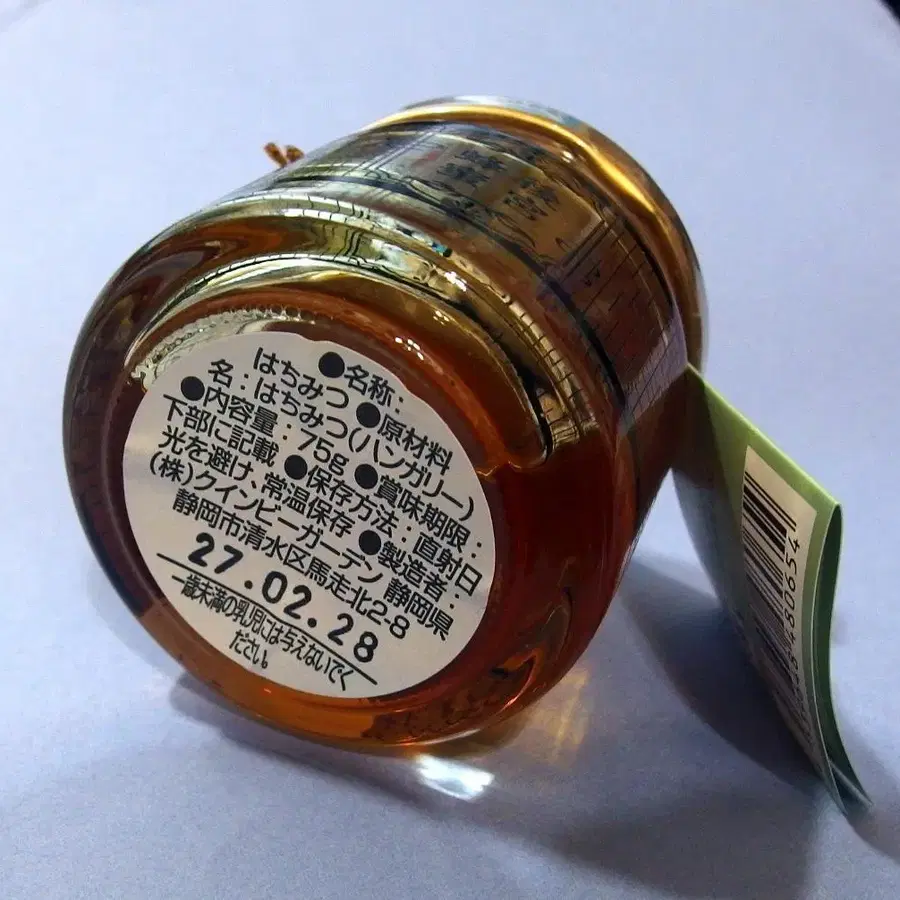 ●名称:
はちみつ ●原材料
名:はちみつ(ハンガリー)
●内容量:75g ●賞味期限:
下部に記載 ●保存方法:直射日
光を避け、常温保存 ●製造者:
(株)クインビーガーデン 静岡県
静岡市清水区馬走北2-8
27.02.28
一歳未満の乳児には与えないでく
ださい。
480654